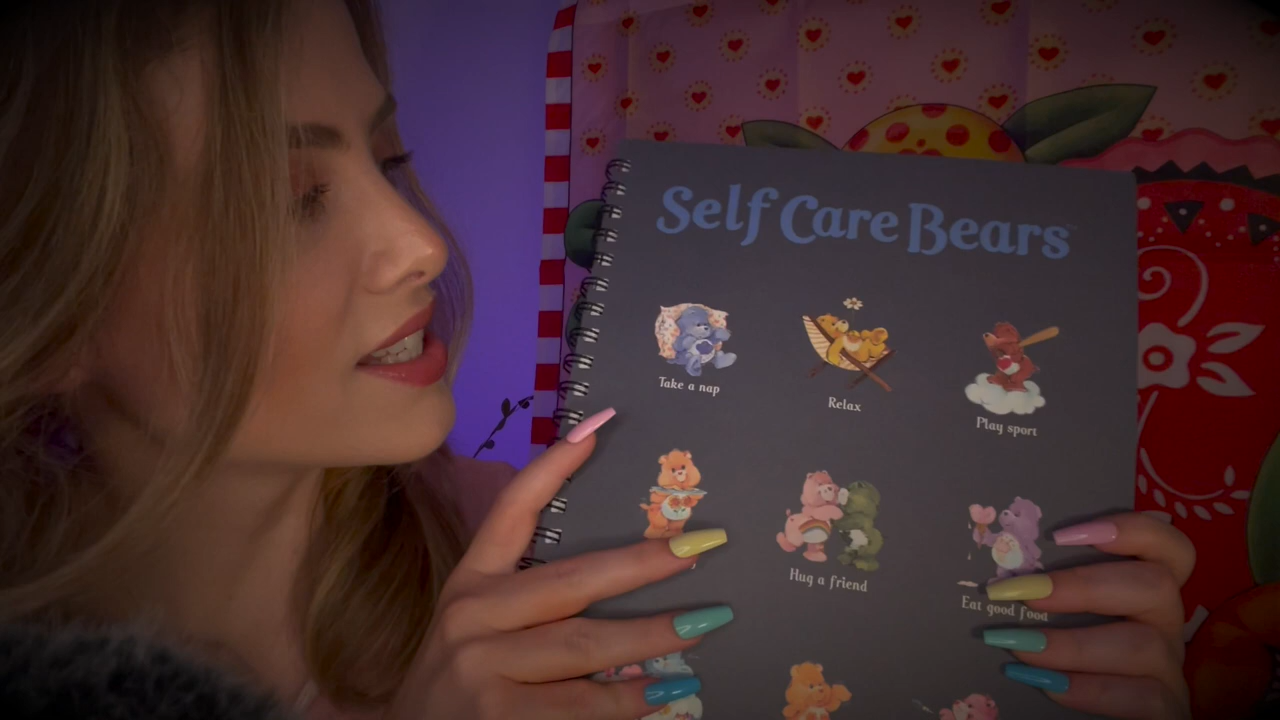 Self Care Bears
Take a nap
Relax
Play sport
Hug a friend
Eat good food